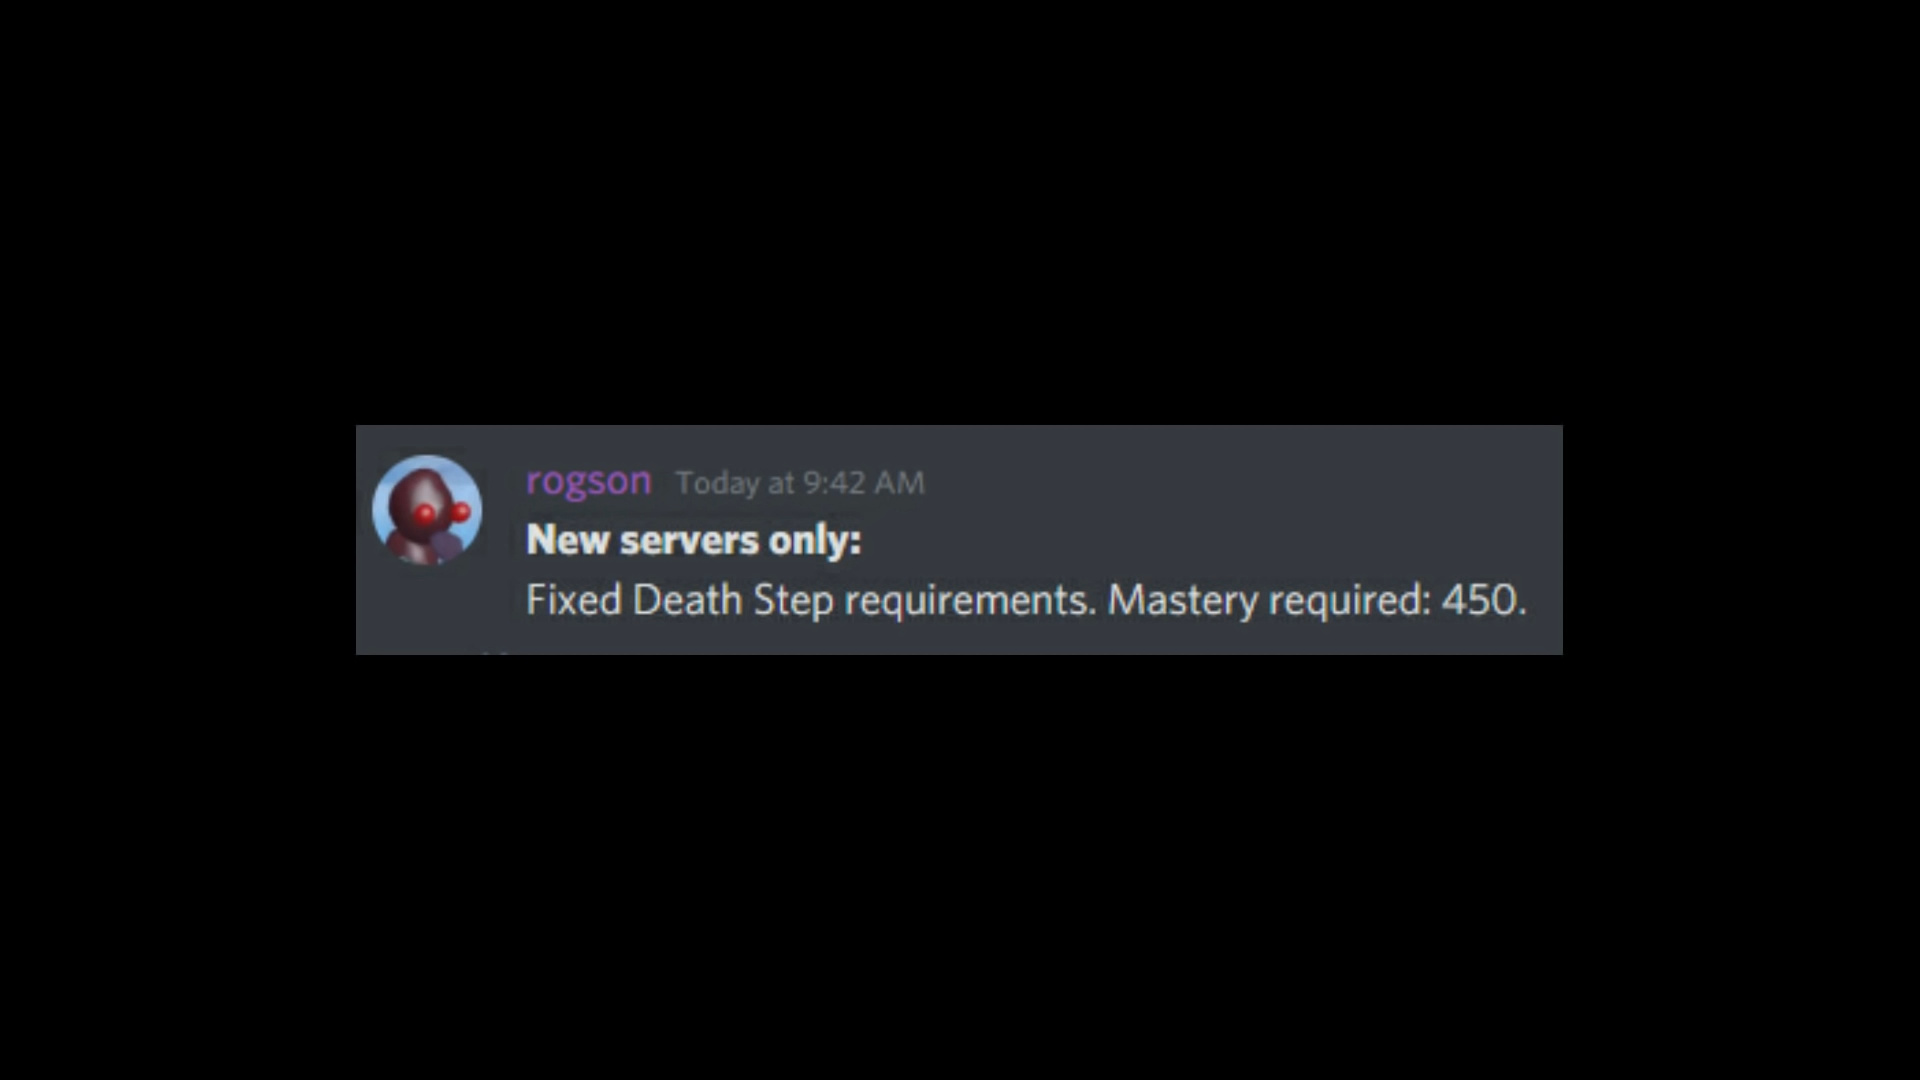 rogson Today at 9:42 AM
New servers only:
Fixed Death Step requirements. Mastery required: 450.